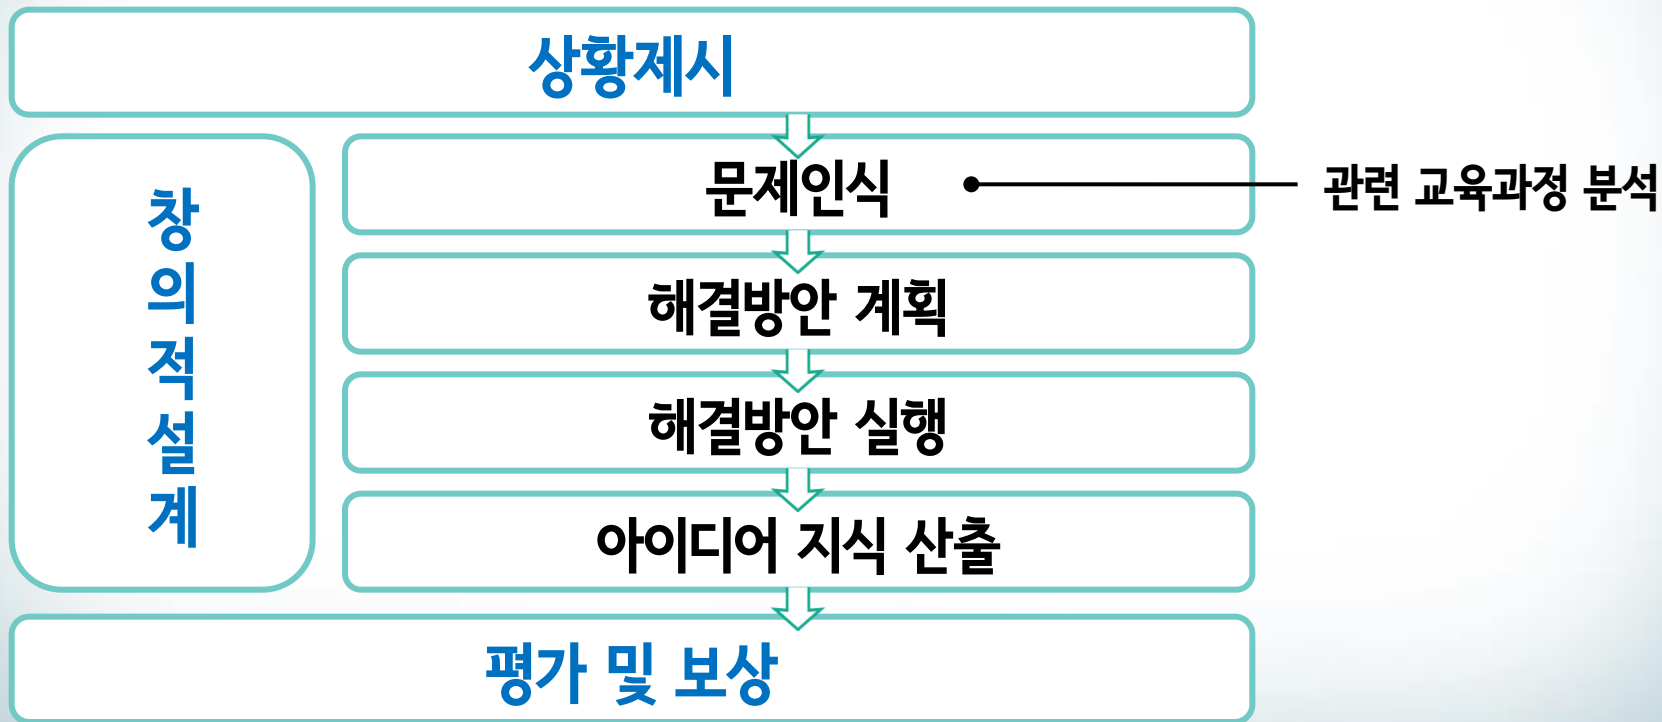 상황제시
창
의
적
설
계
문제인식
관련 교육과정 분석
해결방안 계획
해결방안 실행
아이디어 지식 산출
평가 및 보상